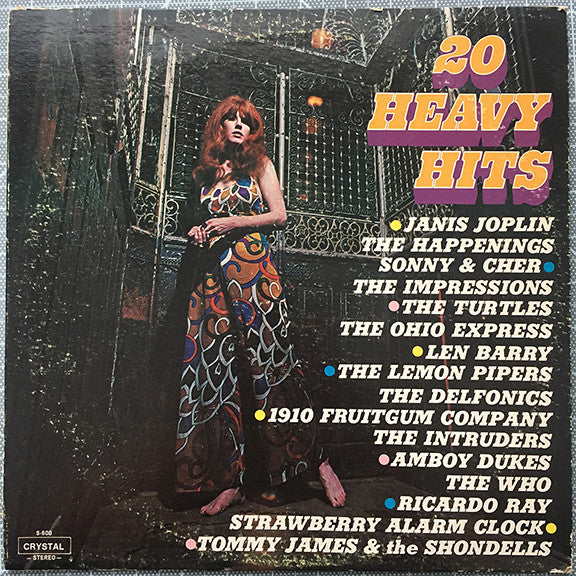 20
HEAVY
HITS
JANIS JOPLIN
THE HAPPENINGS
SONNY & CHER
THE IMPRESSIONS
THE TURTLES
THE OHIO EXPRESS
LEN BARRY
THE LEMON PIPERS
THE DELFONICS
1910 FRUITGUM COMPANY
THE INTRUDERS
AMBOY DUKES
THE WHO
RICARDO RAY
STRAWBERRY ALARM CLOCK
TOMMY JAMES & the SHONDELLS
S-600
CRYSTAL
STEREO